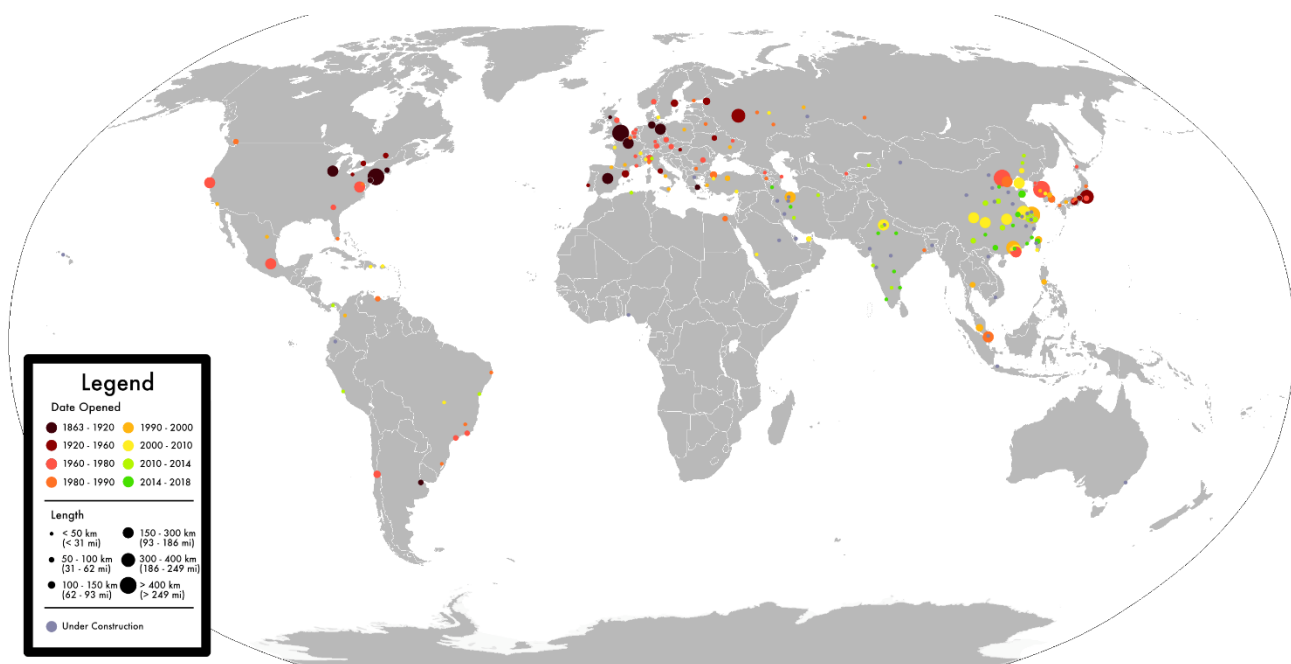 Legend
Date Opened
1863 - 1920
1990 - 2000
1920 - 1960
2000 - 2010
1960 - 1980
2010 - 2014
1980 - 1990
2014 - 2018
Length
< 50 km
(< 31 mi)
150 - 300 km
(93 - 186 mi)
50 - 100 km
(31 - 62 mi)
300 - 400 km
(186 - 249 mi)
100 - 150 km
(62 - 93 mi)
> 400 km
(> 249 mi)
Under Construction